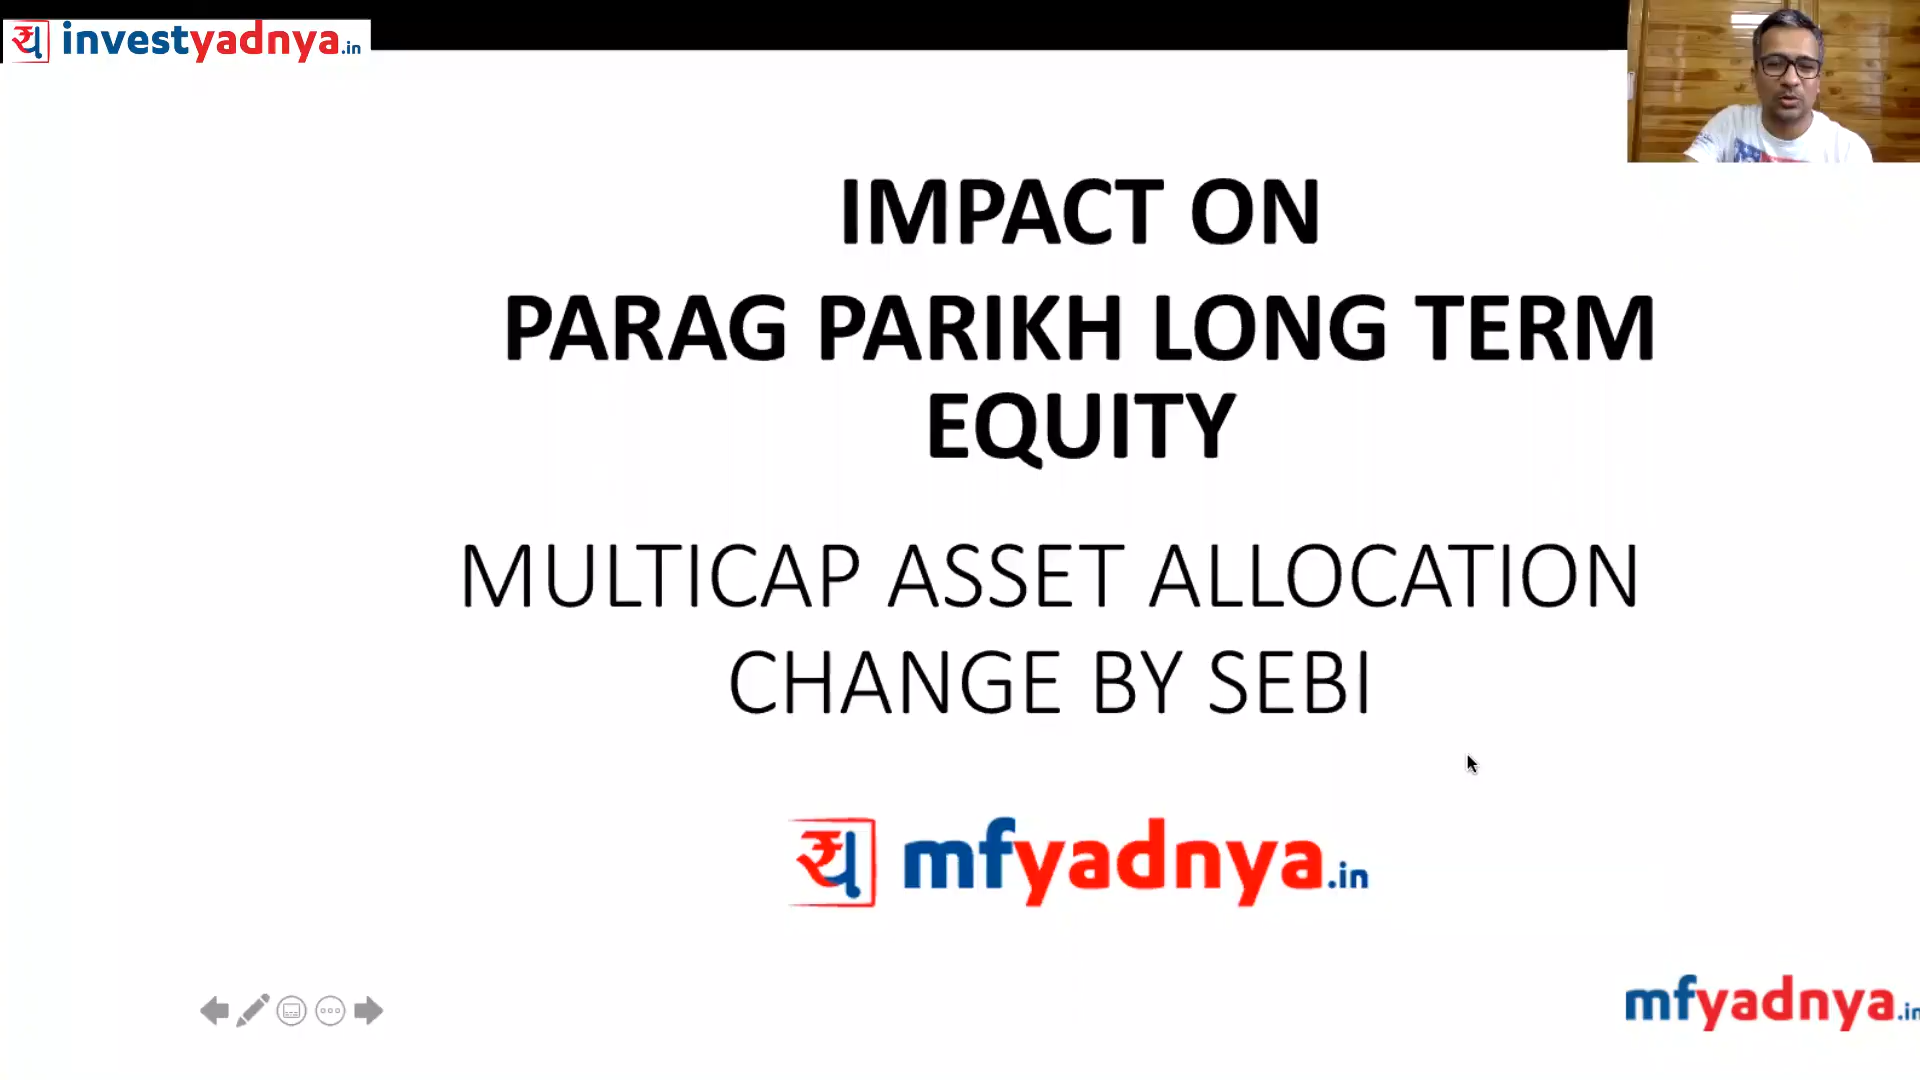 investyadnya.in
IMPACT ON
PARAG PARIKH LONG TERM
EQUITY
MULTICAP ASSET ALLOCATION
CHANGE BY SEBI
mfyadnya.in
mfyadnya.in